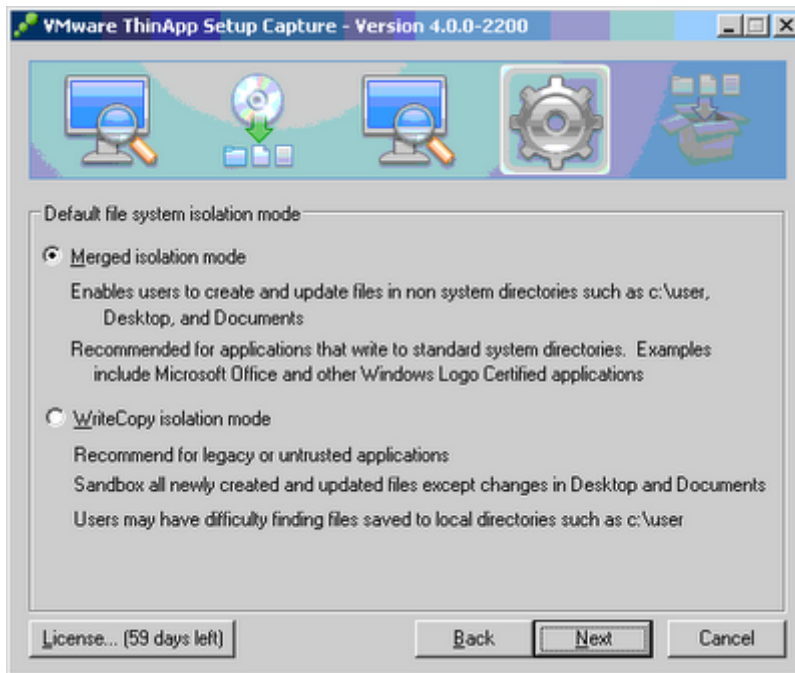 VMware ThinApp Setup Capture - Version 4.0.0-2200
Default file system isolation mode
Merged isolation mode
Enables users to create and update files in non system directories such as c:\user,
Desktop, and Documents
Recommended for applications that write to standard system directories. Examples
include Microsoft Office and other Windows Logo Certified applications
WriteCopy isolation mode
Recommend for legacy or untrusted applications
Sandbox all newly created and updated files except changes in Desktop and Documents
Users may have difficulty finding files saved to local directories such as c:\user
License... (59 days left)
Back
Next
Cancel